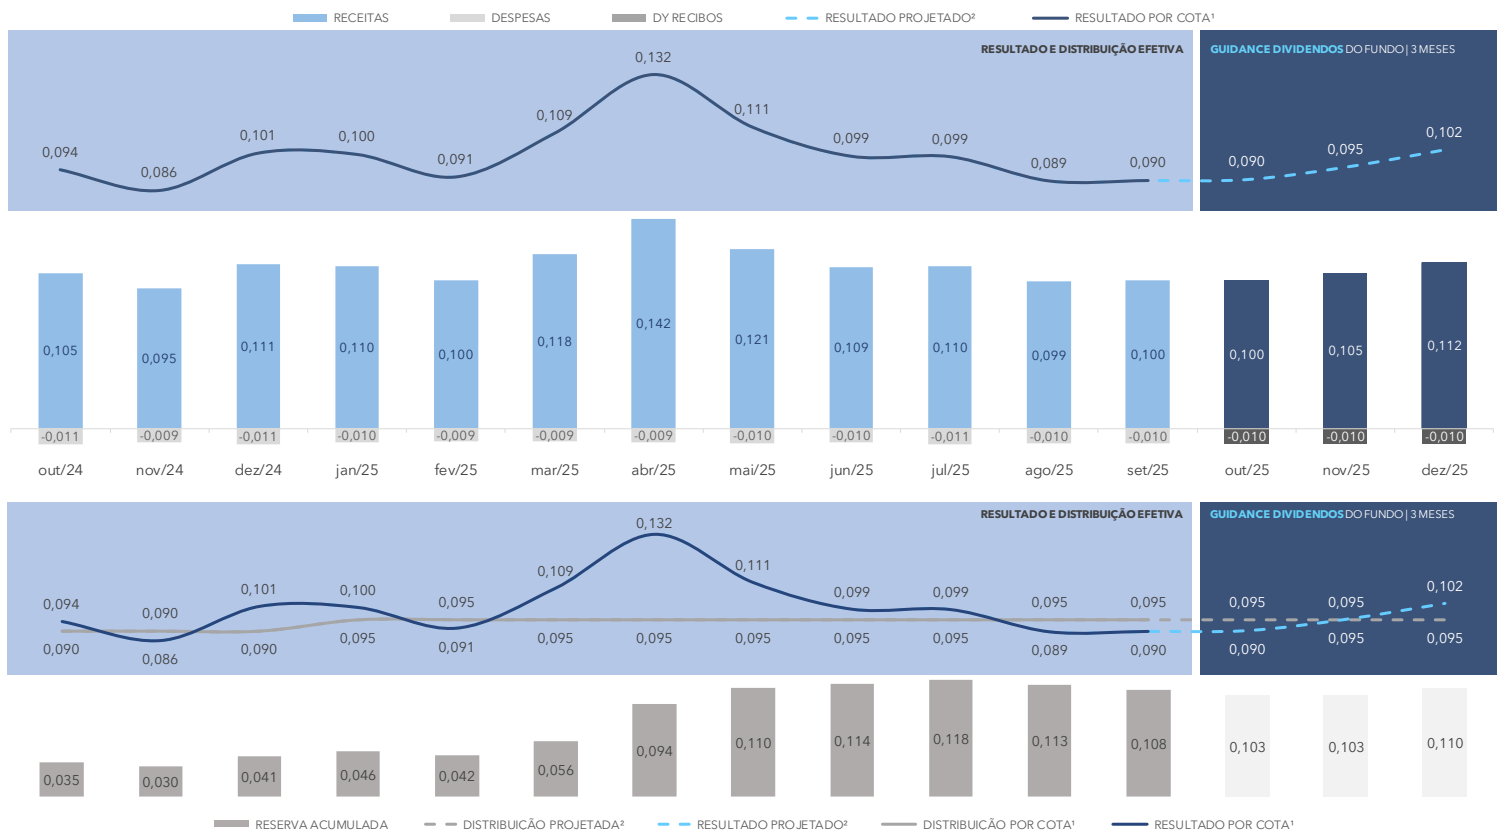 RECEITAS DESPESAS DY RECIBOS RESULTADO PROJETADO² RESULTADO POR COTA¹
RESULTADO E DISTRIBUIÇÃO EFETIVA
GUIDANCE DIVIDENDOS DO FUNDO | 3 MESES
0,094 0,086 0,101 0,100 0,091 0,109 0,132 0,111 0,099 0,099 0,089 0,090 0,090 0,095 0,102
0,105 0,095 0,111 0,110 0,100 0,118 0,142 0,121 0,109 0,110 0,099 0,100 0,100 0,105 0,112
-0,011 -0,009 -0,011 -0,010 -0,009 -0,009 -0,009 -0,010 -0,010 -0,011 -0,010 -0,010 -0,010 -0,010 -0,010
out/24 nov/24 dez/24 jan/25 fev/25 mar/25 abr/25 mai/25 jun/25 jul/25 ago/25 set/25 out/25 nov/25 dez/25
RESULTADO E DISTRIBUIÇÃO EFETIVA
GUIDANCE DIVIDENDOS DO FUNDO | 3 MESES
0,094 0,090 0,101 0,100 0,095 0,109 0,132 0,111 0,099 0,099 0,095 0,095 0,095 0,095 0,102
0,090 0,086 0,090 0,095 0,091 0,095 0,095 0,095 0,095 0,095 0,089 0,090 0,090 0,095 0,095
0,035 0,030 0,041 0,046 0,042 0,056 0,094 0,110 0,114 0,118 0,113 0,108 0,103 0,103 0,110
RESERVA ACUMULADA DISTRIBUIÇÃO PROJETADA² RESULTADO PROJETADO² DISTRIBUIÇÃO POR COTA¹ RESULTADO POR COTA¹